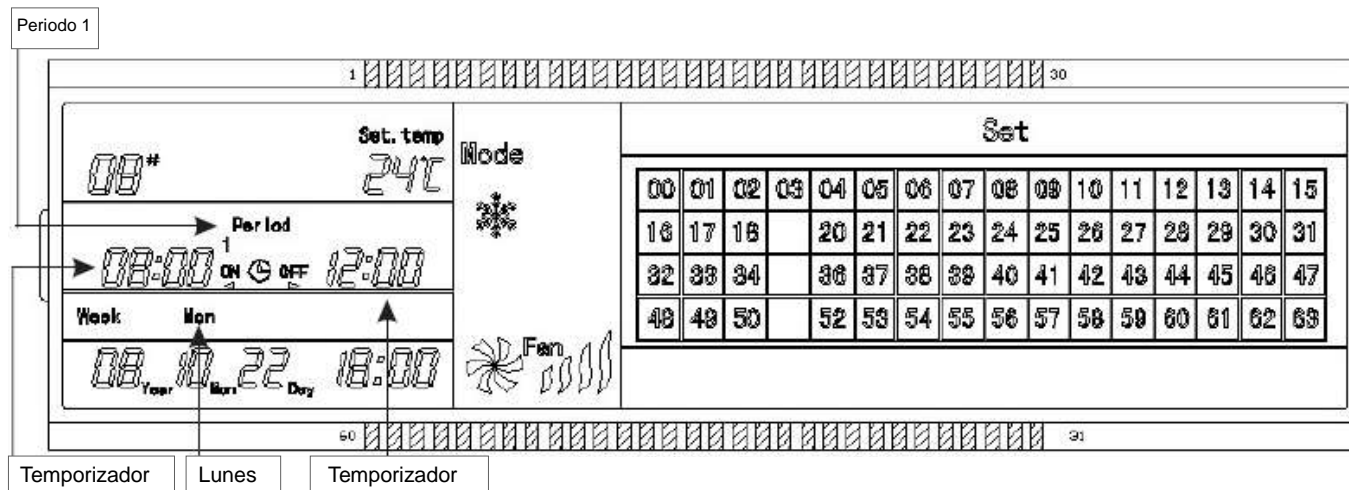 Periodo 1
1 30
Set. temp
08# 24℃
Mode
Period
1
08:00 ON OFF 12:00
Week Mon
08 Year 10 Mon 22 Day 18:00
Fan
Set
00 01 02 03 04 05 06 07 08 09 10 11 12 13 14 15
16 17 18 20 21 22 23 24 25 26 27 28 29 30 31
32 33 34 36 37 38 39 40 41 42 43 44 45 46 47
48 49 50 52 53 54 55 56 57 58 59 60 61 62 63
60 31
Temporizador Lunes Temporizador